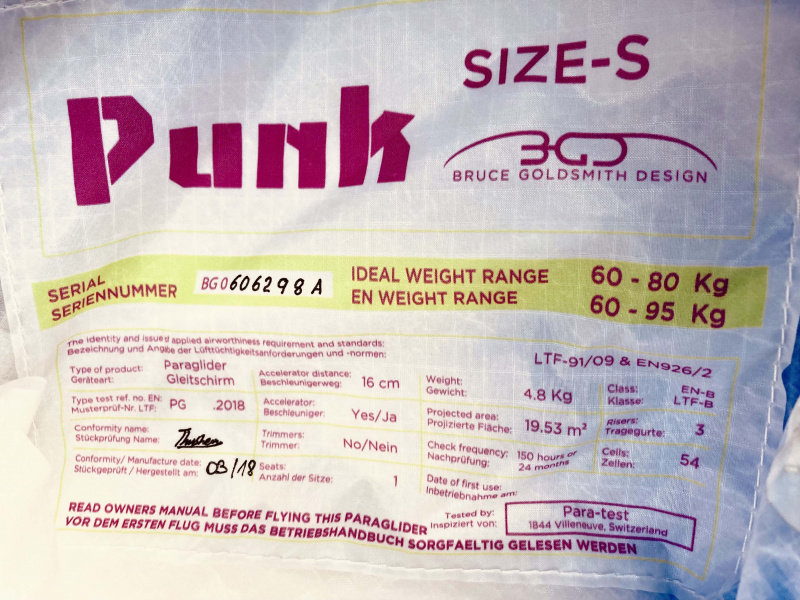 SIZE-S
Punk
BGD
BRUCE GOLDSMITH DESIGN
SERIAL
SERIENNUMMER
BGD606298A
IDEAL WEIGHT RANGE 60 - 80 Kg
EN WEIGHT RANGE 60 - 95 Kg
The identity and issued applied airworthiness requirement and standards:
Bezeichnung und Angabe der Lüfttüchtigkeitsanforderungen und -normen:
LTF-91/09 & EN926/2
Type of product:
Geräteart:
Paraglider
Gleitschirm
Accelerator distance:
Beschleunigerweg:
16 cm
Weight:
Gewicht:
4.8 Kg
Class:
Klasse:
EN-B
LTF-B
Type test ref. no. EN:
Musterprüf-Nr. LTF:
PG .2018
Accelerator:
Beschleuniger:
Yes/Ja
Projected area:
Projizierte Fläche:
19.53 m²
Risers:
Tragegurte:
3
Conformity name:
Stückprüfung Name:
Trimmers:
Trimmer:
No/Nein
Check frequency:
Nachprüfung:
150 hours or
24 months
Cells:
Zellen:
54
Conformity/ Manufacture date:
Stückgeprüft / Hergestellt am:
08/18
Seats:
Anzahl der Sitze:
1
Date of first use:
Inbetriebnahme am:
READ OWNERS MANUAL BEFORE FLYING THIS PARAGLIDER
VOR DEM ERSTEN FLUG MUSS DAS BETRIEBSHANDBUCH SORGFAELTIG GELESEN WERDEN
Tested by:
Inspiziert von:
Para-test
1844 Villeneuve, Switzerland